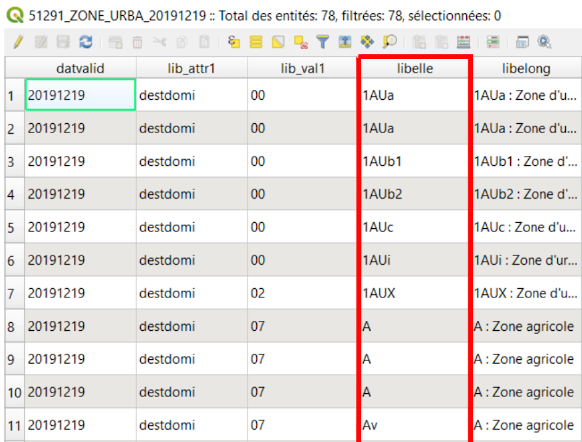 51291_ZONE_URBA_20191219 :: Total des entités: 78, filtrées: 78, sélectionnées: 0
datvalid lib_attr1 lib_val1 libelle libelong
1 20191219 destdomi 00 1AUa 1AUa : Zone d'u...
2 20191219 destdomi 00 1AUa 1AUa : Zone d'u...
3 20191219 destdomi 00 1AUb1 1AUb1 : Zone d'...
4 20191219 destdomi 00 1AUb2 1AUb2 : Zone d'...
5 20191219 destdomi 00 1AUc 1AUc : Zone d'u...
6 20191219 destdomi 00 1AUi 1AUi : Zone d'ur...
7 20191219 destdomi 02 1AUX 1AUX : Zone d'u...
8 20191219 destdomi 07 A A : Zone agricole
9 20191219 destdomi 07 A A : Zone agricole
10 20191219 destdomi 07 A A : Zone agricole
11 20191219 destdomi 07 Av A : Zone agricole